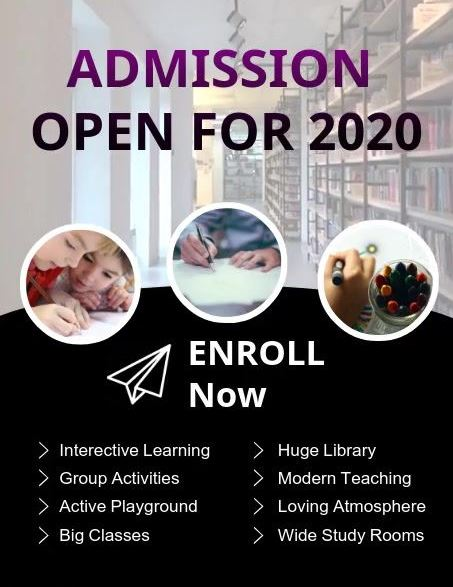 ADMISSION
OPEN FOR 2020
ENROLL
Now
Interective Learning
Group Activities
Active Playground
Big Classes
Huge Library
Modern Teaching
Loving Atmosphere
Wide Study Rooms